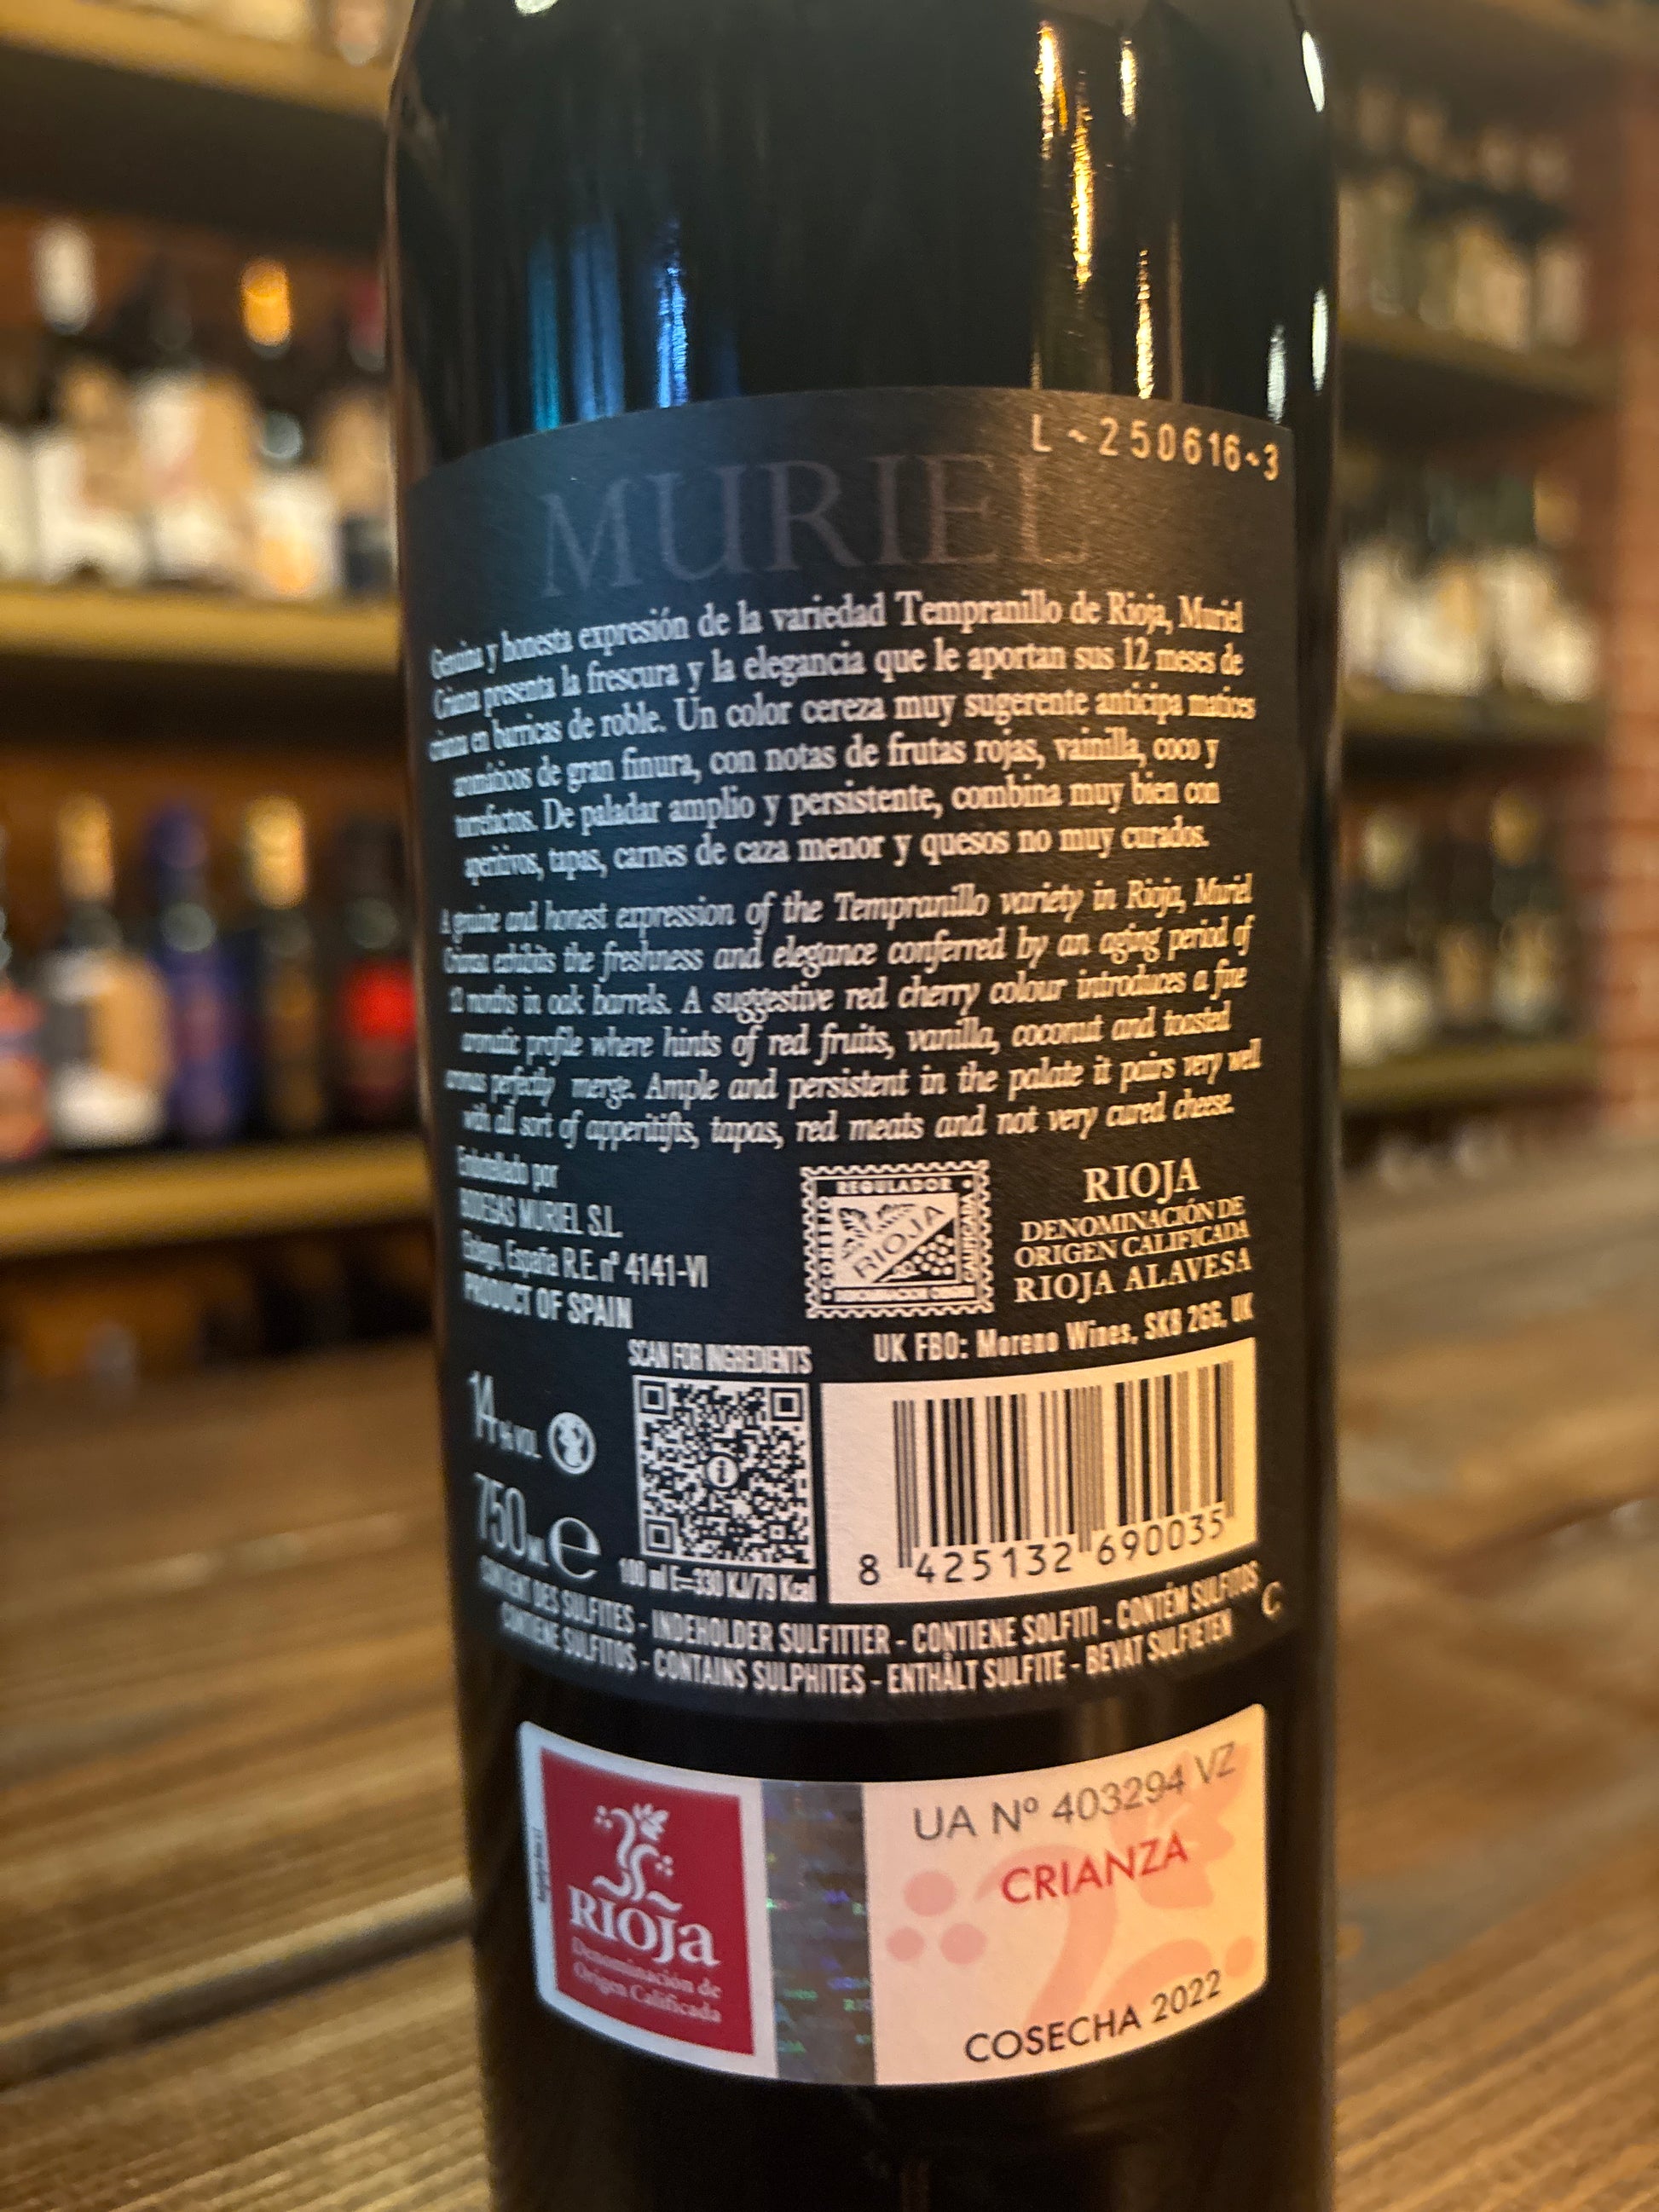 L~250616~3
MURIEL
Genuina y honesta expresión de la variedad Tempranillo de Rioja, Muriel
Crianza presenta la frescura y la elegancia que le aportan sus 12 meses de
crianza en barricas de roble. Un color cereza muy sugerente anticipa matices
aromáticos de gran finura, con notas de frutas rojas, vainilla, coco y
torrefactos. De paladar amplio y persistente, combina muy bien con
aperitivos, tapas, carnes de caza menor y quesos no muy curados.
A genuine and honest expression of the Tempranillo variety in Rioja, Muriel
Crianza exhibits the freshness and elegance conferred by an aging period of
12 months in oak barrels. A suggestive red cherry colour introduces a fine
aromatic profile where hints of red fruits, vanilla, coconut and toasted
aromas perfectly merge. Ample and persistent in the palate it pairs very well
with all sort of apperitifts, tapas, red meats and not very cured cheese.
Embotellado por
BODEGAS MURIEL S.L.
Elciego, España R.E. nº 4141-VI
PRODUCT OF SPAIN
CONSEJO REGULADOR
CALIFICADA
RIOJA
DENOMINACION ORIGEN
RIOJA
DENOMINACIÓN DE
ORIGEN CALIFICADA
RIOJA ALAVESA
UK FBO: Moreno Wines, SK8 2GG, UK
SCAN FOR INGREDIENTS
14 % VOL
750 ML e
100 ml E=330 KJ/79 Kcal
8 425132 690035
CONTIENT DES SULFITES - INDEHOLDER SULFITTER - CONTIENE SOLFITI - CONTÉM SULFITOS
CONTIENE SULFITOS - CONTAINS SULPHITES - ENTHÄLT SULFITE - BEVAT SULFIETEN
C
UA Nº 403294 VZ
CRIANZA
RIOJa
Denominación de
Origen Calificada
COSECHA 2022